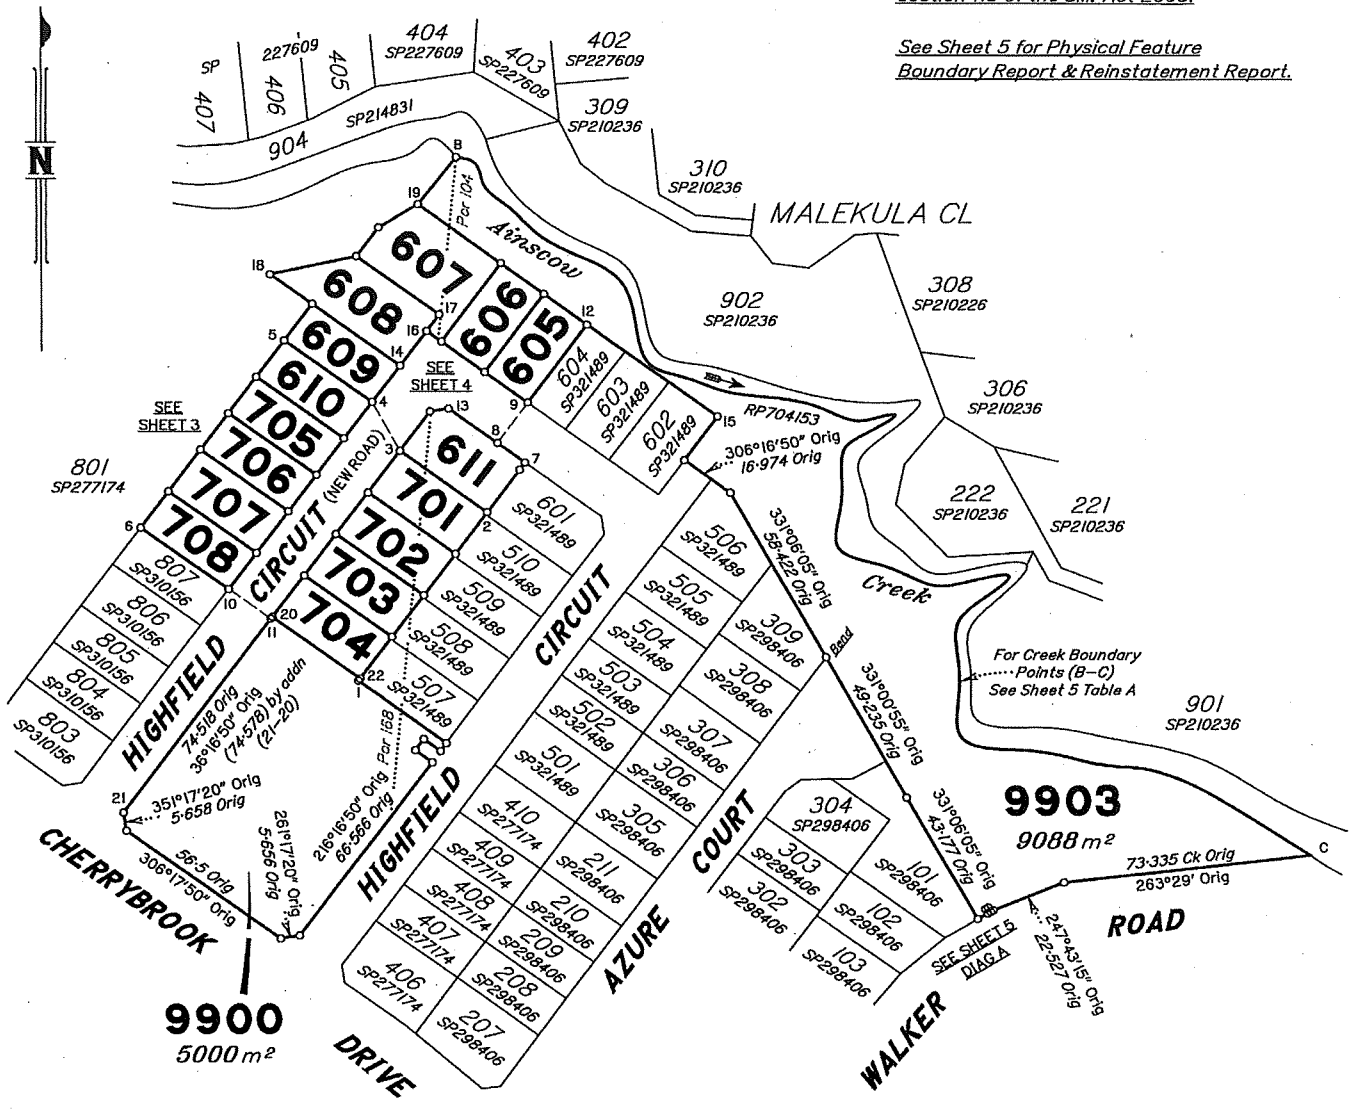 See Sheet 5 for Physical Feature
Boundary Report & Reinstatement Report.
N
SP
407
227609
406
405
404
SP227609
403
SP227609
402
SP227609
309
SP210236
310
SP210236
904
SP214831
MALEKULA CL
308
SP210226
902
SP210236
306
SP210236
222
SP210236
221
SP210236
B
19
Por 104
Ainscow
607
18
608
17
16
606
605
12
5
609
14
SEE
SHEET 4
604
SP321489
603
SP321489
602
SP321489
RP704153
15
306°16'50" Orig
16·974 Orig
610
4
13
9
SEE
SHEET 3
705
706
707
708
3
8
7
611
701
2
702
703
704
801
SP277174
6
10
20
11
22
1
CIRCUIT
(NEW ROAD)
601
SP321489
510
SP321489
509
SP321489
508
SP321489
507
SP321489
807
SP310156
806
SP310156
805
SP310156
804
SP310156
803
SP310156
HIGHFIELD
74·518 Orig
36°16'50" Orig
(74·578) by addn
(21-20)
21
351°17'20" Orig
5·658 Orig
CHERRYBROOK
56·5 Orig
306°17'50" Orig
261°17'20" Orig
5·656 Orig
216°16'50" Orig
66·566 Orig
Por 168
HIGHFIELD
CIRCUIT
9900
5000 m²
DRIVE
506
SP321489
505
SP321489
504
SP321489
503
SP321489
502
SP321489
501
SP321489
410
SP277174
409
SP277174
408
SP277174
407
SP277174
406
SP277174
309
SP298406
308
SP298406
307
SP298406
306
SP298406
305
SP298406
211
SP298406
210
SP298406
209
SP298406
208
SP298406
207
SP298406
AZURE
COURT
331°06'05" Orig
58·422 Orig
Bend
331°00'55" Orig
49·235 Orig
331°06'05" Orig
43·177 Orig
Creek
For Creek Boundary
Points (B-C)
See Sheet 5 Table A
901
SP210236
304
SP298406
303
SP298406
302
SP298406
101
SP298406
102
SP298406
103
SP298406
9903
9088 m²
C
73·335 Ck Orig
263°29' Orig
247°43'15" Orig
22·527 Orig
SEE SHEET 5
DIAG A
WALKER
ROAD